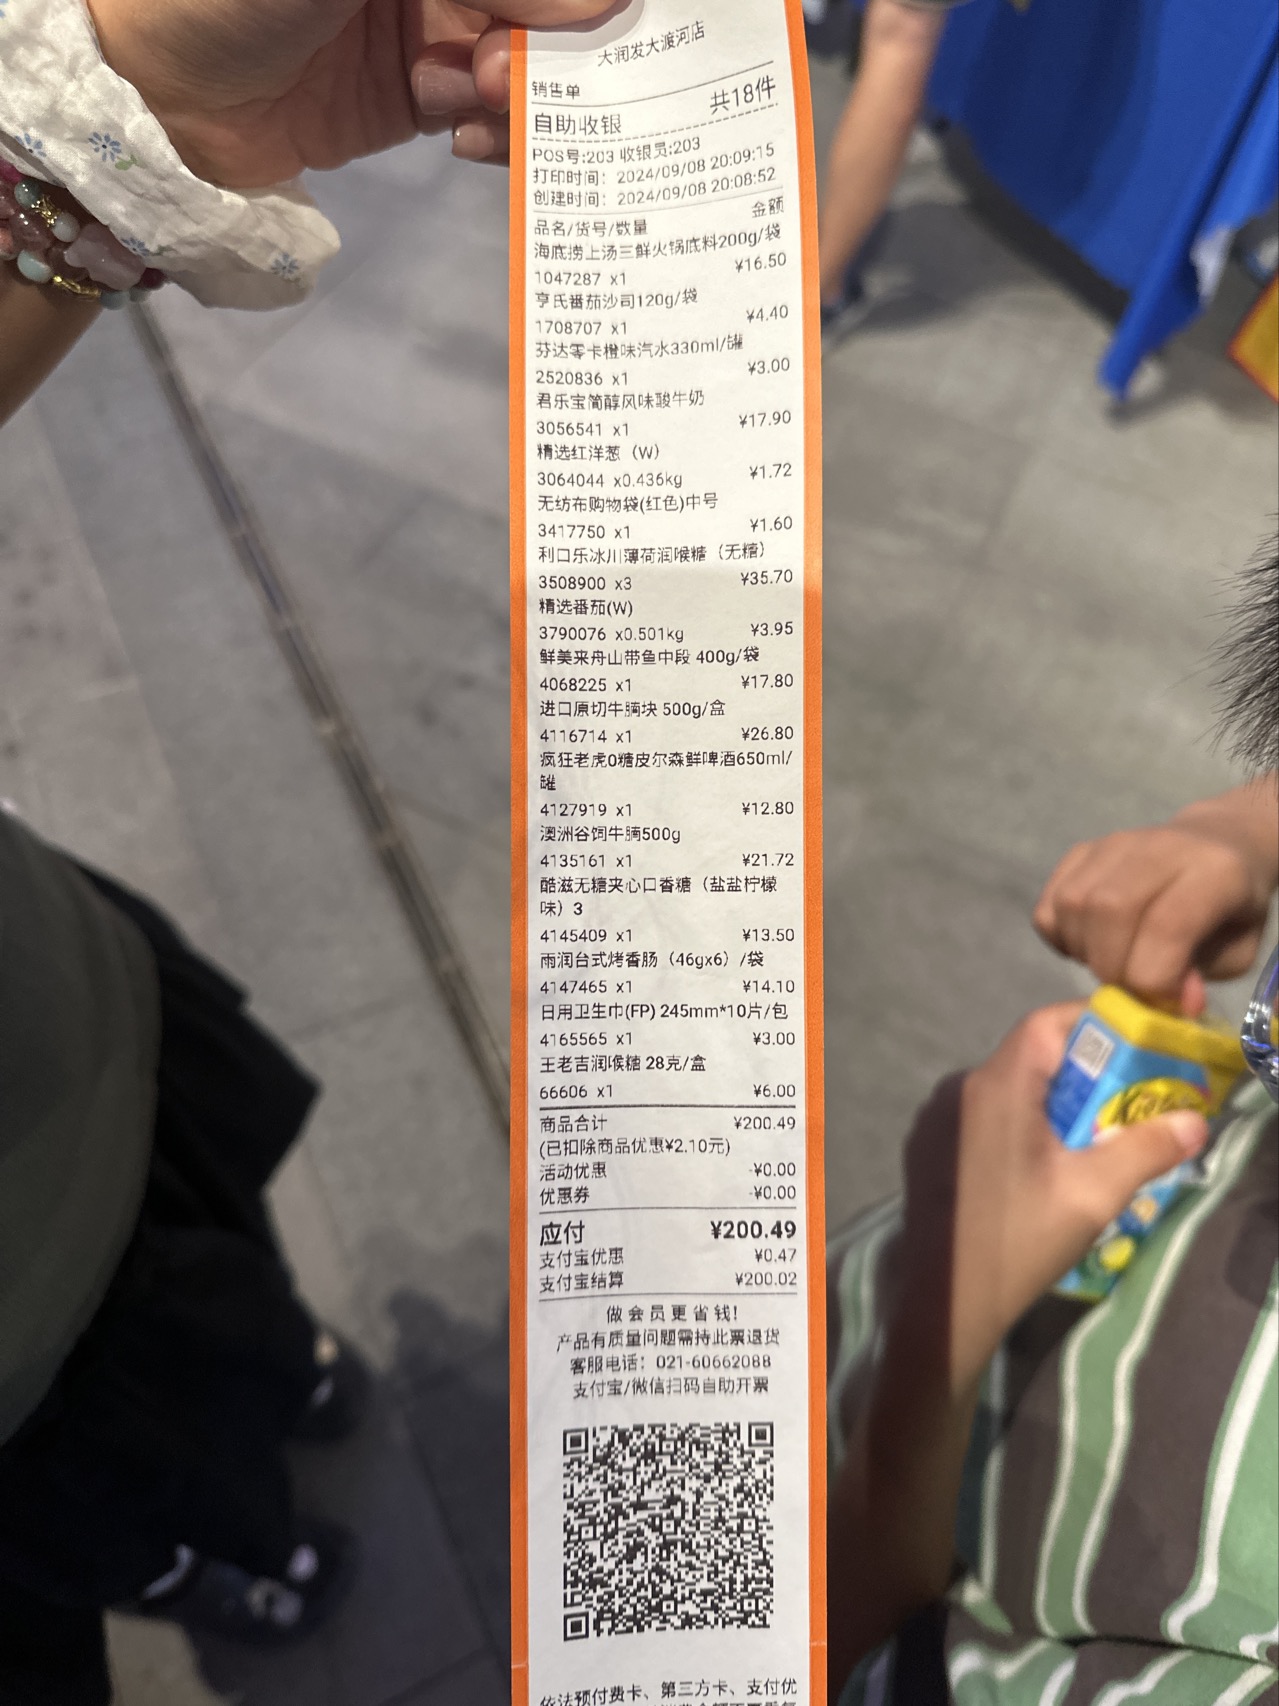 大润发大渡河店
销售单
共18件
自助收银
POS号:203 收银员:203
打印时间: 2024/09/08 20:09:15
创建时间: 2024/09/08 20:08:52
品名/货号/数量 金额
海底捞上汤三鲜火锅底料200g/袋
1047287 x1 ¥16.50
亨氏番茄沙司120g/袋
1708707 x1 ¥4.40
芬达零卡橙味汽水330ml/罐
2520836 x1 ¥3.00
君乐宝简醇风味酸牛奶
3056541 x1 ¥17.90
精选红洋葱（W）
3064044 x0.436kg ¥1.72
无纺布购物袋(红色)中号
3417750 x1 ¥1.60
利口乐冰川薄荷润喉糖（无糖）
3508900 x3 ¥35.70
精选番茄(W)
3790076 x0.501kg ¥3.95
鲜美来舟山带鱼中段 400g/袋
4068225 x1 ¥17.80
进口原切牛腩块 500g/盒
4116714 x1 ¥26.80
疯狂老虎0糖皮尔森鲜啤酒650ml/
罐
4127919 x1 ¥12.80
澳洲谷饲牛腩500g
4135161 x1 ¥21.72
酷滋无糖夹心口香糖（盐盐柠檬
味）3
4145409 x1 ¥13.50
雨润台式烤香肠（46gx6）/袋
4147465 x1 ¥14.10
日用卫生巾(FP) 245mm*10片/包
4165565 x1 ¥3.00
王老吉润喉糖 28克/盒
66606 x1 ¥6.00
商品合计 ¥200.49
(已扣除商品优惠¥2.10元)
活动优惠 -¥0.00
优惠券 -¥0.00
应付 ¥200.49
支付宝优惠 ¥0.47
支付宝结算 ¥200.02
做会员更省钱!
产品有质量问题需持此票退货
客服电话: 021-60662088
支付宝/微信扫码自助开票
依法预付费卡、第三方卡、支付优